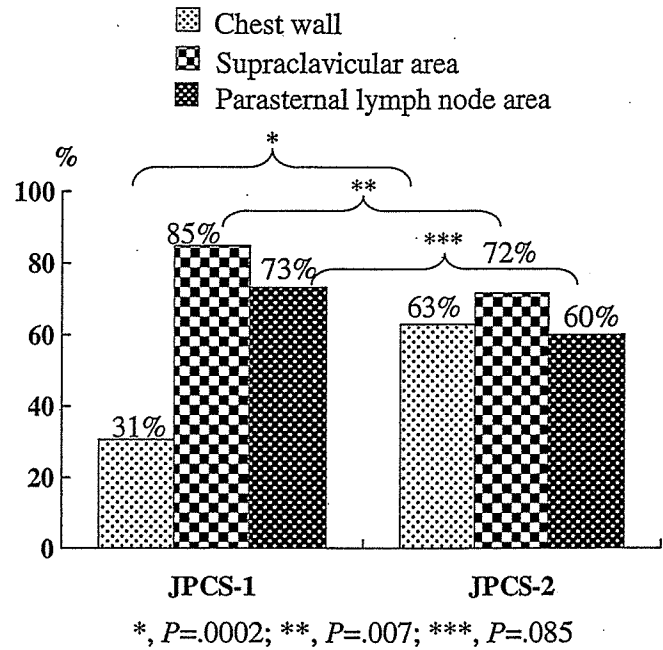 Chest wall
Supraclavicular area
Parasternal lymph node area
%
*
**
***
100
80
60
40
20
0
31%
85%
73%
63%
72%
60%
JPCS-1
JPCS-2
*, P=.0002; **, P=.007; ***, P=.085